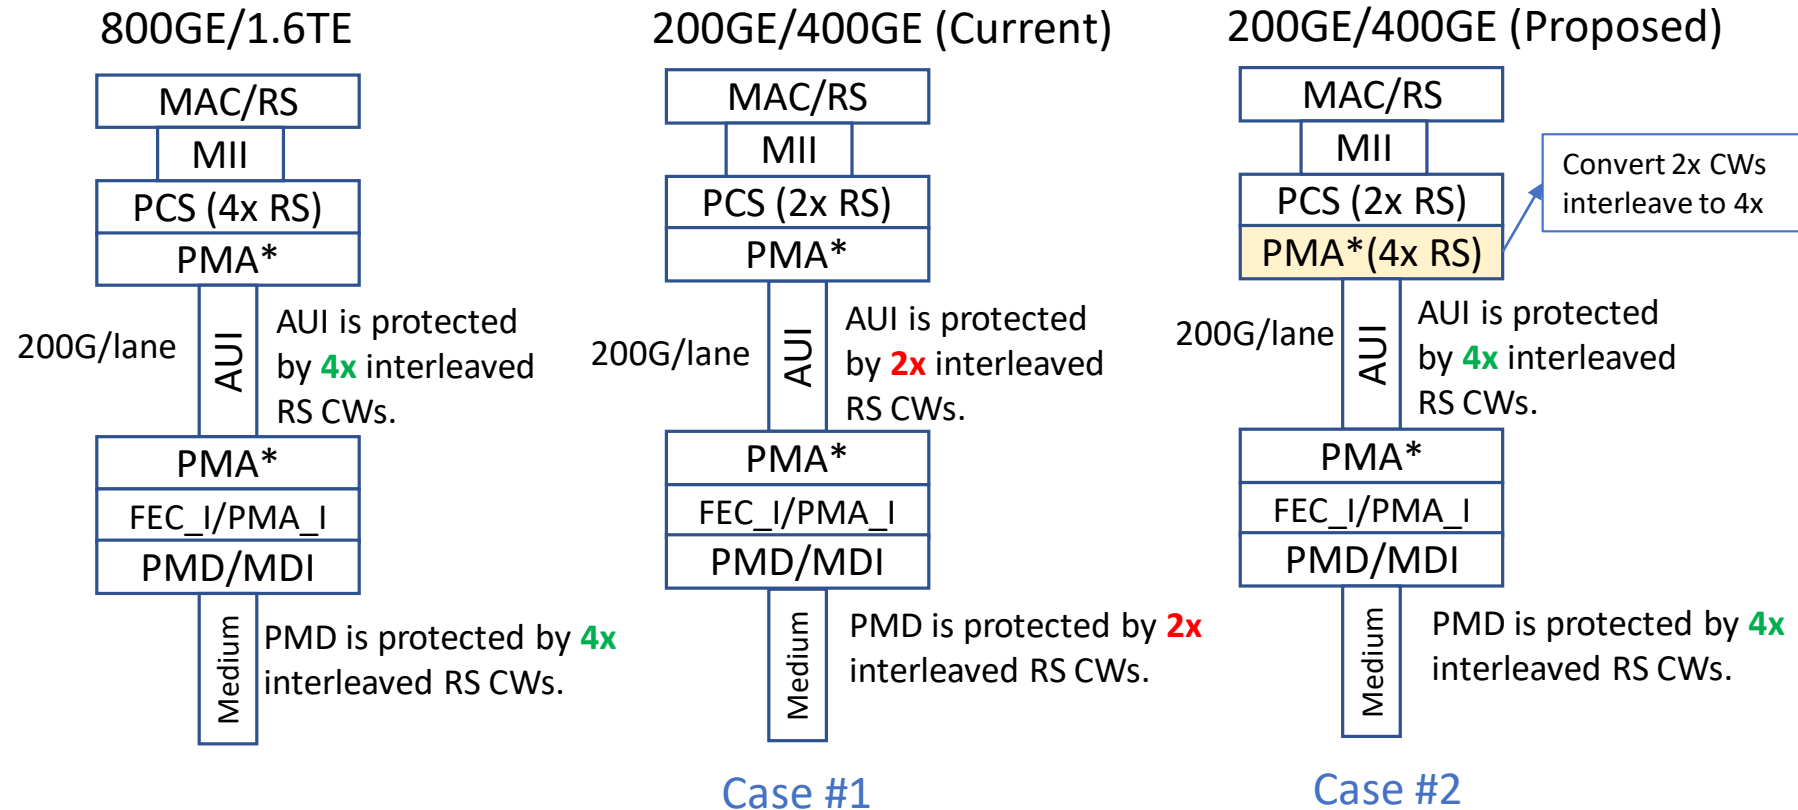 800GE/1.6TE
MAC/RS
MII
PCS (4x RS)
PMA*
200G/lane
AUI
AUI is protected
by 4x interleaved
RS CWs.
PMA*
FEC_I/PMA_I
PMD/MDI
Medium
PMD is protected by 4x
interleaved RS CWs.
200GE/400GE (Current)
MAC/RS
MII
PCS (2x RS)
PMA*
200G/lane
AUI
AUI is protected
by 2x interleaved
RS CWs.
PMA*
FEC_I/PMA_I
PMD/MDI
Medium
PMD is protected by 2x
interleaved RS CWs.
Case #1
200GE/400GE (Proposed)
MAC/RS
MII
PCS (2x RS)
PMA*(4x RS)
Convert 2x CWs
interleave to 4x
200G/lane
AUI
AUI is protected
by 4x interleaved
RS CWs.
PMA*
FEC_I/PMA_I
PMD/MDI
Medium
PMD is protected by 4x
interleaved RS CWs.
Case #2